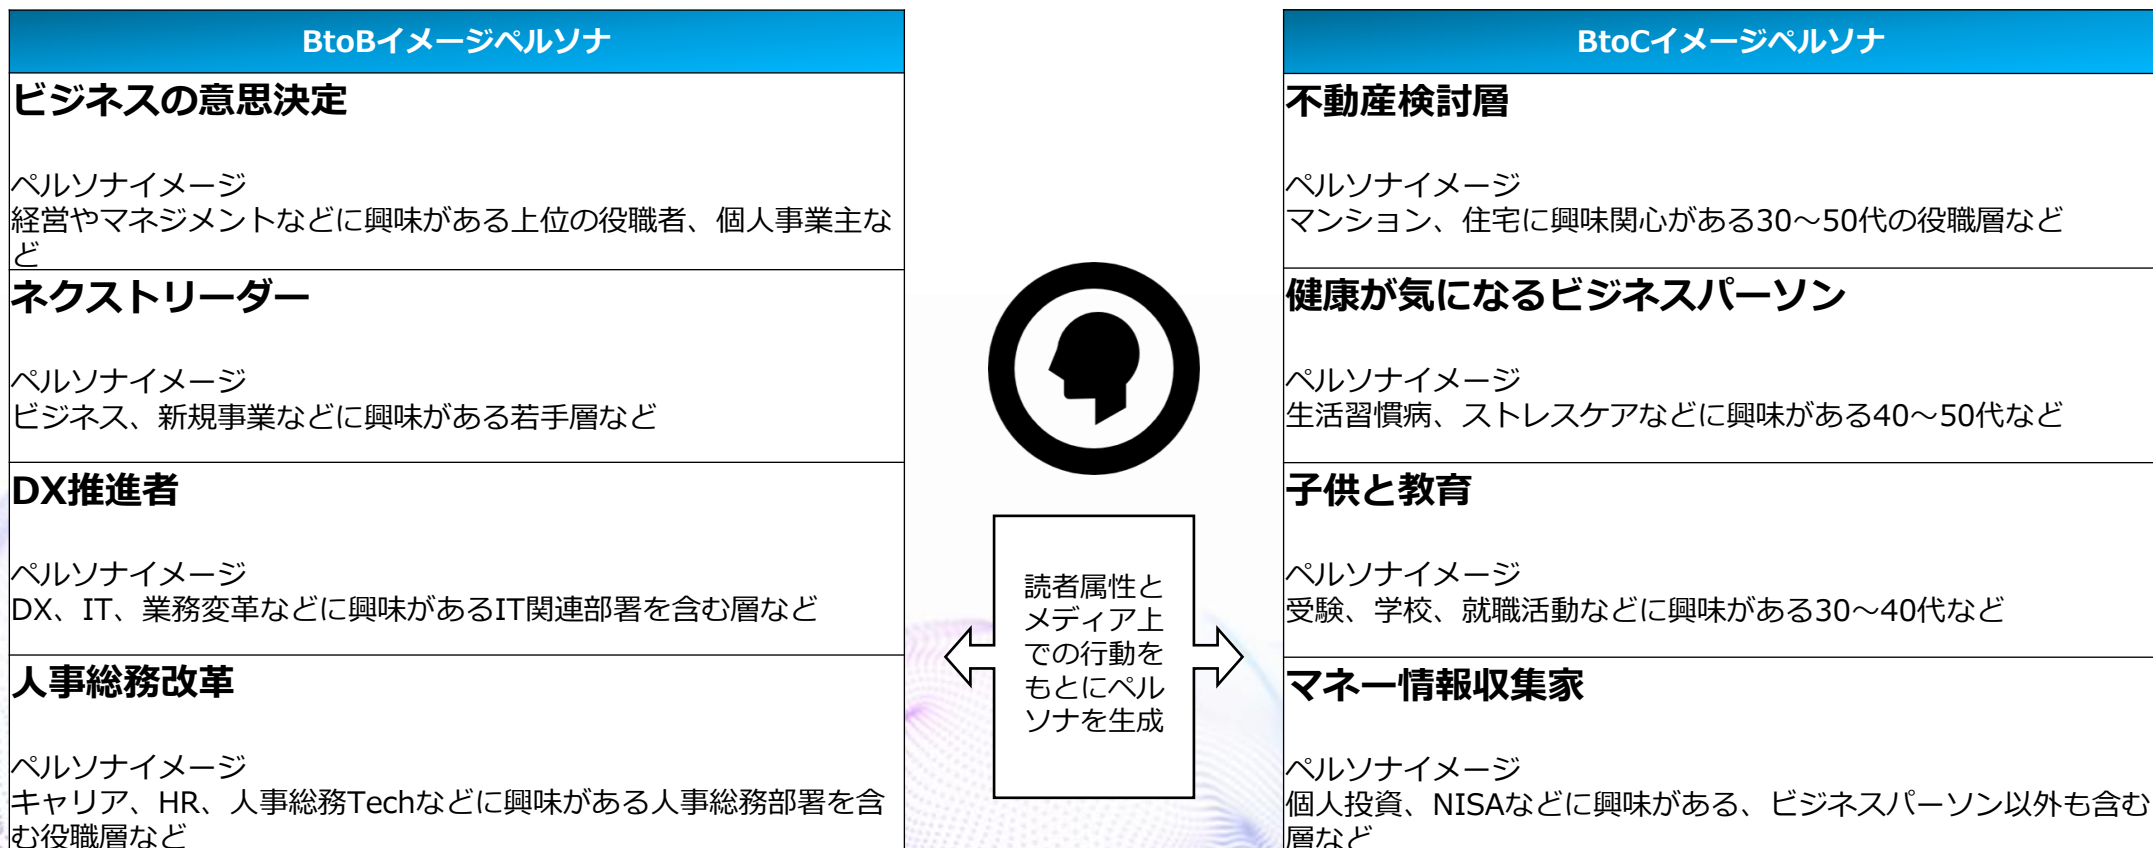 BtoBイメージペルソナ
ビジネスの意思決定
ペルソナイメージ
経営やマネジメントなどに興味がある上位の役職者、個人事業主な
ど
ネクストリーダー
ペルソナイメージ
ビジネス、新規事業などに興味がある若手層など
DX推進者
ペルソナイメージ
DX、IT、業務変革などに興味があるIT関連部署を含む層など
人事総務改革
ペルソナイメージ
キャリア、HR、人事総務Techなどに興味がある人事総務部署を含
む役職層など
読者属性と
メディア上
での行動を
もとにペル
ソナを生成
BtoCイメージペルソナ
不動産検討層
ペルソナイメージ
マンション、住宅に興味関心がある30～50代の役職層など
健康が気になるビジネスパーソン
ペルソナイメージ
生活習慣病、ストレスケアなどに興味がある40～50代など
子供と教育
ペルソナイメージ
受験、学校、就職活動などに興味がある30～40代など
マネー情報収集家
ペルソナイメージ
個人投資、NISAなどに興味がある、ビジネスパーソン以外も含む
層など